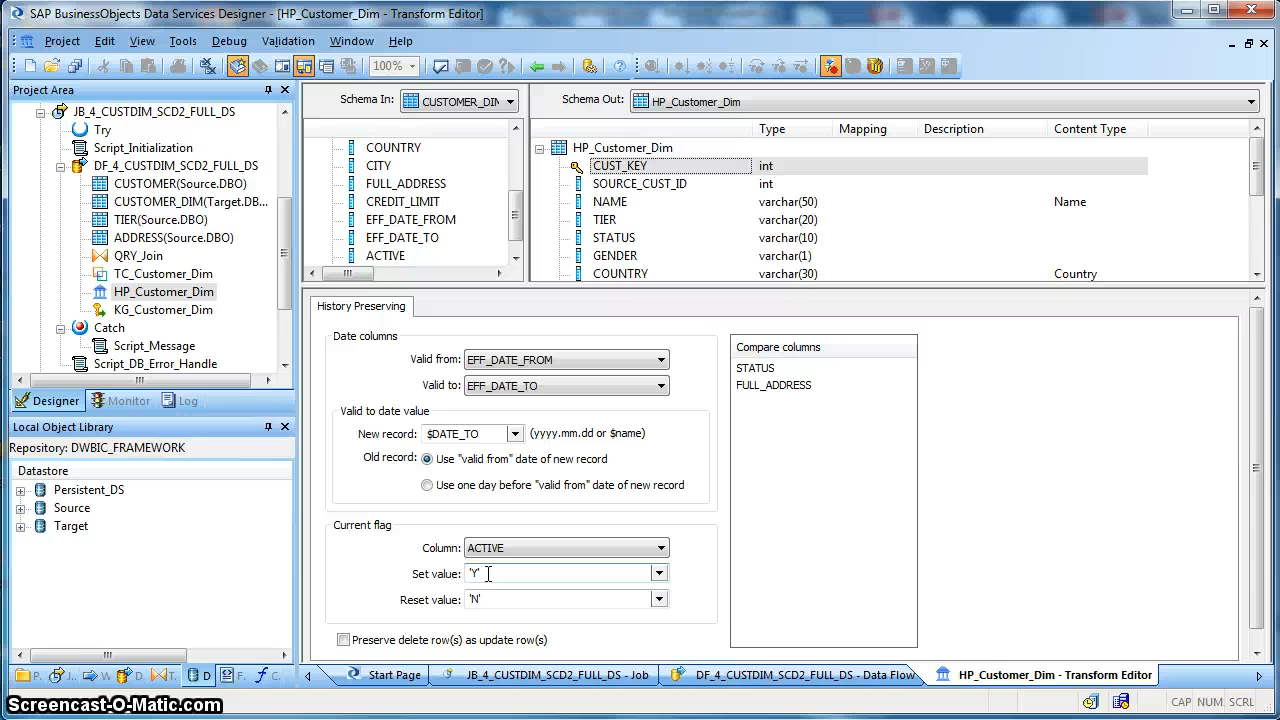 SAP BusinessObjects Data Services Designer - [HP_Customer_Dim - Transform Editor]
Project Edit View Tools Debug Validation Window Help
100%
Project Area
JB_4_CUSTDIM_SCD2_FULL_DS
Try
Script_Initialization
DF_4_CUSTDIM_SCD2_FULL_DS
CUSTOMER(Source.DBO)
CUSTOMER_DIM(Target.DB...
TIER(Source.DBO)
ADDRESS(Source.DBO)
QRY_Join
TC_Customer_Dim
HP_Customer_Dim
KG_Customer_Dim
Catch
Script_Message
Script_DB_Error_Handle
Designer Monitor Log
Local Object Library
Repository: DWBIC_FRAMEWORK
Datastore
Persistent_DS
Source
Target
P. J... W D F. C.
Schema In: CUSTOMER_DIM
COUNTRY
CITY
FULL_ADDRESS
CREDIT_LIMIT
EFF_DATE_FROM
EFF_DATE_TO
ACTIVE
Schema Out: HP_Customer_Dim
Type Mapping Description Content Type
HP_Customer_Dim
CUST_KEY int
SOURCE_CUST_ID int
NAME varchar(50) Name
TIER varchar(20)
STATUS varchar(10)
GENDER varchar(1)
COUNTRY varchar(30) Country
History Preserving
Date columns
Valid from: EFF_DATE_FROM
Valid to: EFF_DATE_TO
Valid to date value
New record: $DATE_TO (yyyy.mm.dd or $name)
Old record: Use "valid from" date of new record
Use one day before "valid from" date of new record
Current flag
Column: ACTIVE
Set value: 'Y'
Reset value: 'N'
Preserve delete row(s) as update row(s)
Compare columns
STATUS
FULL_ADDRESS
Start Page JB_4_CUSTDIM_SCD2_FULL_DS - Job DF_4_CUSTDIM_SCD2_FULL_DS - Data Flow HP_Customer_Dim - Transform Editor
CAP NUM SCRL
Screencast-O-Matic.com